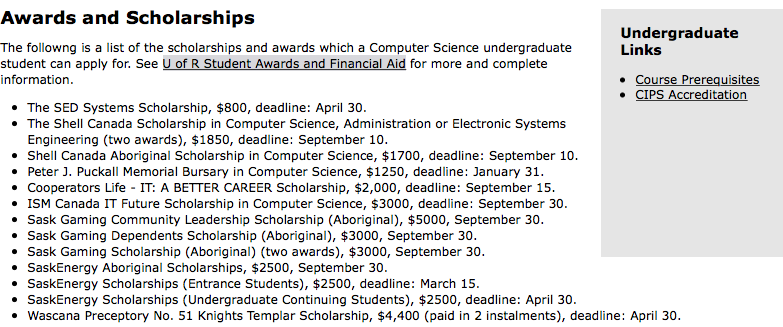 Awards and Scholarships
The followng is a list of the scholarships and awards which a Computer Science undergraduate
student can apply for. See U of R Student Awards and Financial Aid for more and complete
information.
• The SED Systems Scholarship, $800, deadline: April 30.
• The Shell Canada Scholarship in Computer Science, Administration or Electronic Systems
Engineering (two awards), $1850, deadline: September 10.
• Shell Canada Aboriginal Scholarship in Computer Science, $1700, deadline: September 10.
• Peter J. Puckall Memorial Bursary in Computer Science, $1250, deadline: January 31.
• Cooperators Life - IT: A BETTER CAREER Scholarship, $2,000, deadline: September 15.
• ISM Canada IT Future Scholarship in Computer Science, $3000, deadline: September 30.
• Sask Gaming Community Leadership Scholarship (Aboriginal), $5000, September 30.
• Sask Gaming Dependents Scholarship (Aboriginal), $3000, September 30.
• Sask Gaming Scholarship (Aboriginal) (two awards), $3000, September 30.
• SaskEnergy Aboriginal Scholarships, $2500, September 30.
• SaskEnergy Scholarships (Entrance Students), $2500, deadline: March 15.
• SaskEnergy Scholarships (Undergraduate Continuing Students), $2500, deadline: April 30.
• Wascana Preceptory No. 51 Knights Templar Scholarship, $4,400 (paid in 2 instalments), deadline: April 30.
Undergraduate
Links
• Course Prerequisites
• CIPS Accreditation